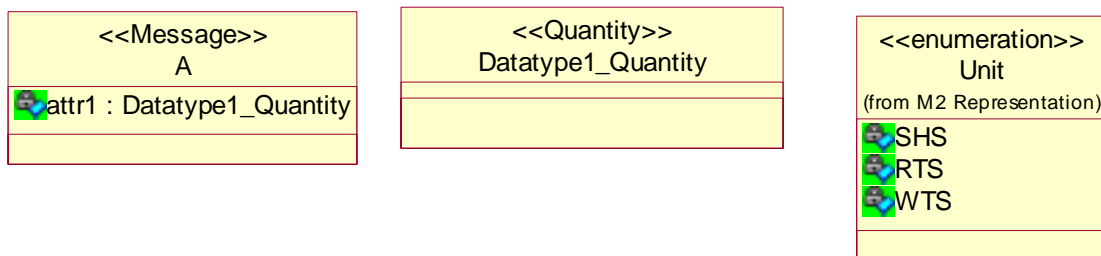 <<Message>>
A
attr1 : Datatype1_Quantity
<<Quantity>>
Datatype1_Quantity
<<enumeration>>
Unit
(from M2 Representation)
SHS
RTS
WTS